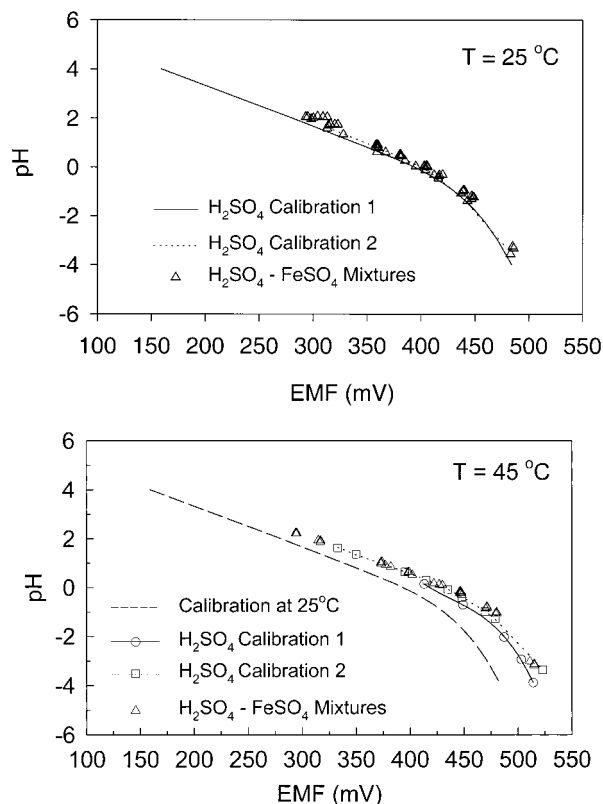 6
T = 25 °C
4
2
pH
0
H₂SO₄ Calibration 1
-2
H₂SO₄ Calibration 2
-4
H₂SO₄ - FeSO₄ Mixtures
-6
100 150 200 250 300 350 400 450 500 550
EMF (mV)
6
T = 45 °C
4
2
pH
0
Calibration at 25°C
-2
H₂SO₄ Calibration 1
H₂SO₄ Calibration 2
-4
H₂SO₄ - FeSO₄ Mixtures
-6
100 150 200 250 300 350 400 450 500 550
EMF (mV)